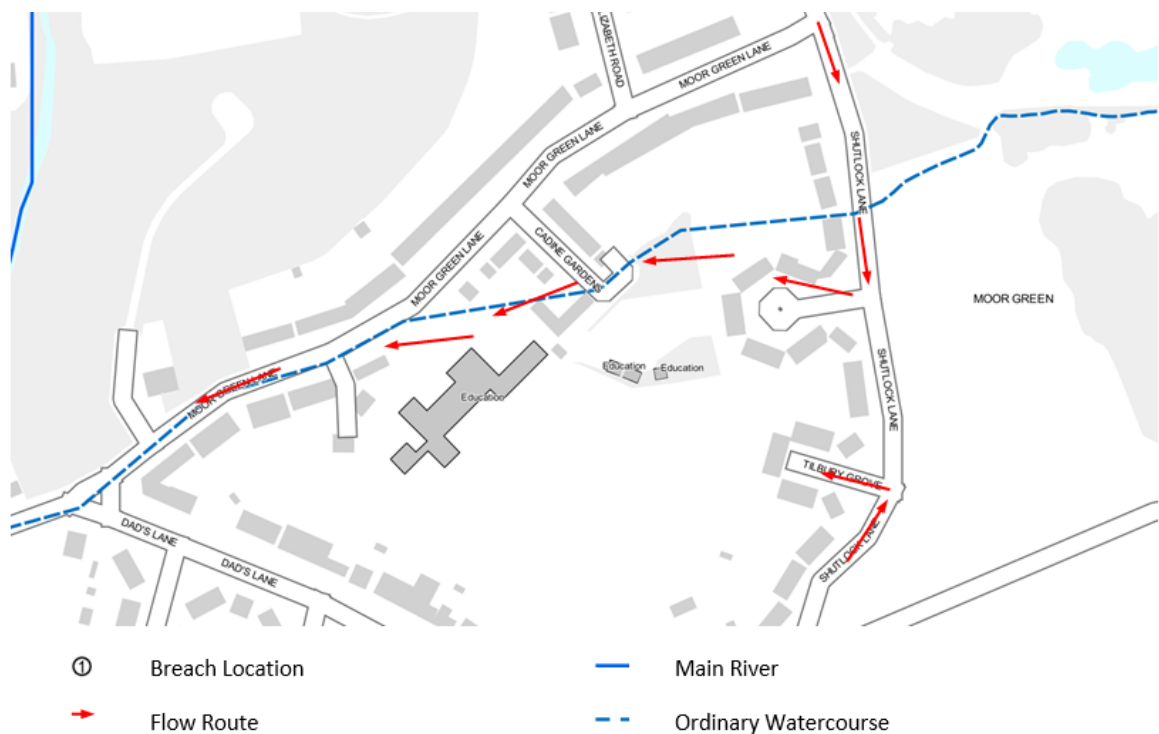 LIZABETH ROAD
MOOR GREEN LANE
MOOR GREEN LANE
SHUTLOCK LANE
CADINE GARDENS
MOOR GREEN LANE
MOOR GREEN
SHUTLOCK LANE
Education
Education
MOOR GREEN LANE
Education
TILBURY GROVE
SHUTLOCK LANE
DAD'S LANE
DAD'S LANE
1 Breach Location
Main River
Flow Route
Ordinary Watercourse